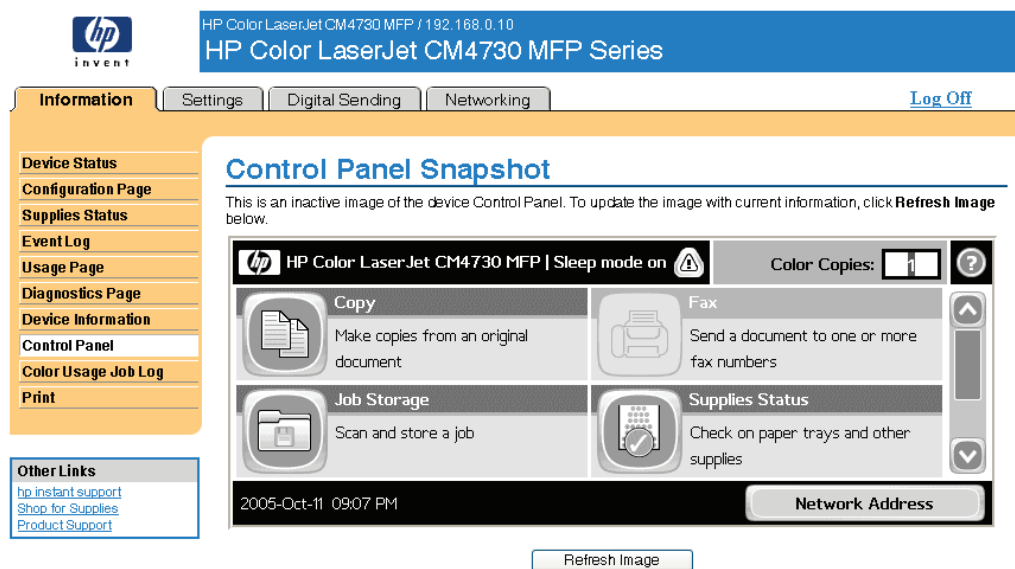 hp
invent
HP Color LaserJet CM4730 MFP / 192.168.0.10
HP Color LaserJet CM4730 MFP Series
Information
Settings
Digital Sending
Networking
Log Off
Device Status
Configuration Page
Supplies Status
Event Log
Usage Page
Diagnostics Page
Device Information
Control Panel
Color Usage Job Log
Print
Other Links
hp instant support
Shop for Supplies
Product Support
Control Panel Snapshot
This is an inactive image of the device Control Panel. To update the image with current information, click Refresh Image
below.
hp HP Color LaserJet CM4730 MFP | Sleep mode on
Color Copies: 1 ?
Copy
Make copies from an original
document
Fax
Send a document to one or more
fax numbers
Job Storage
Scan and store a job
Supplies Status
Check on paper trays and other
supplies
2005-Oct-11 09:07 PM
Network Address
Refresh Image